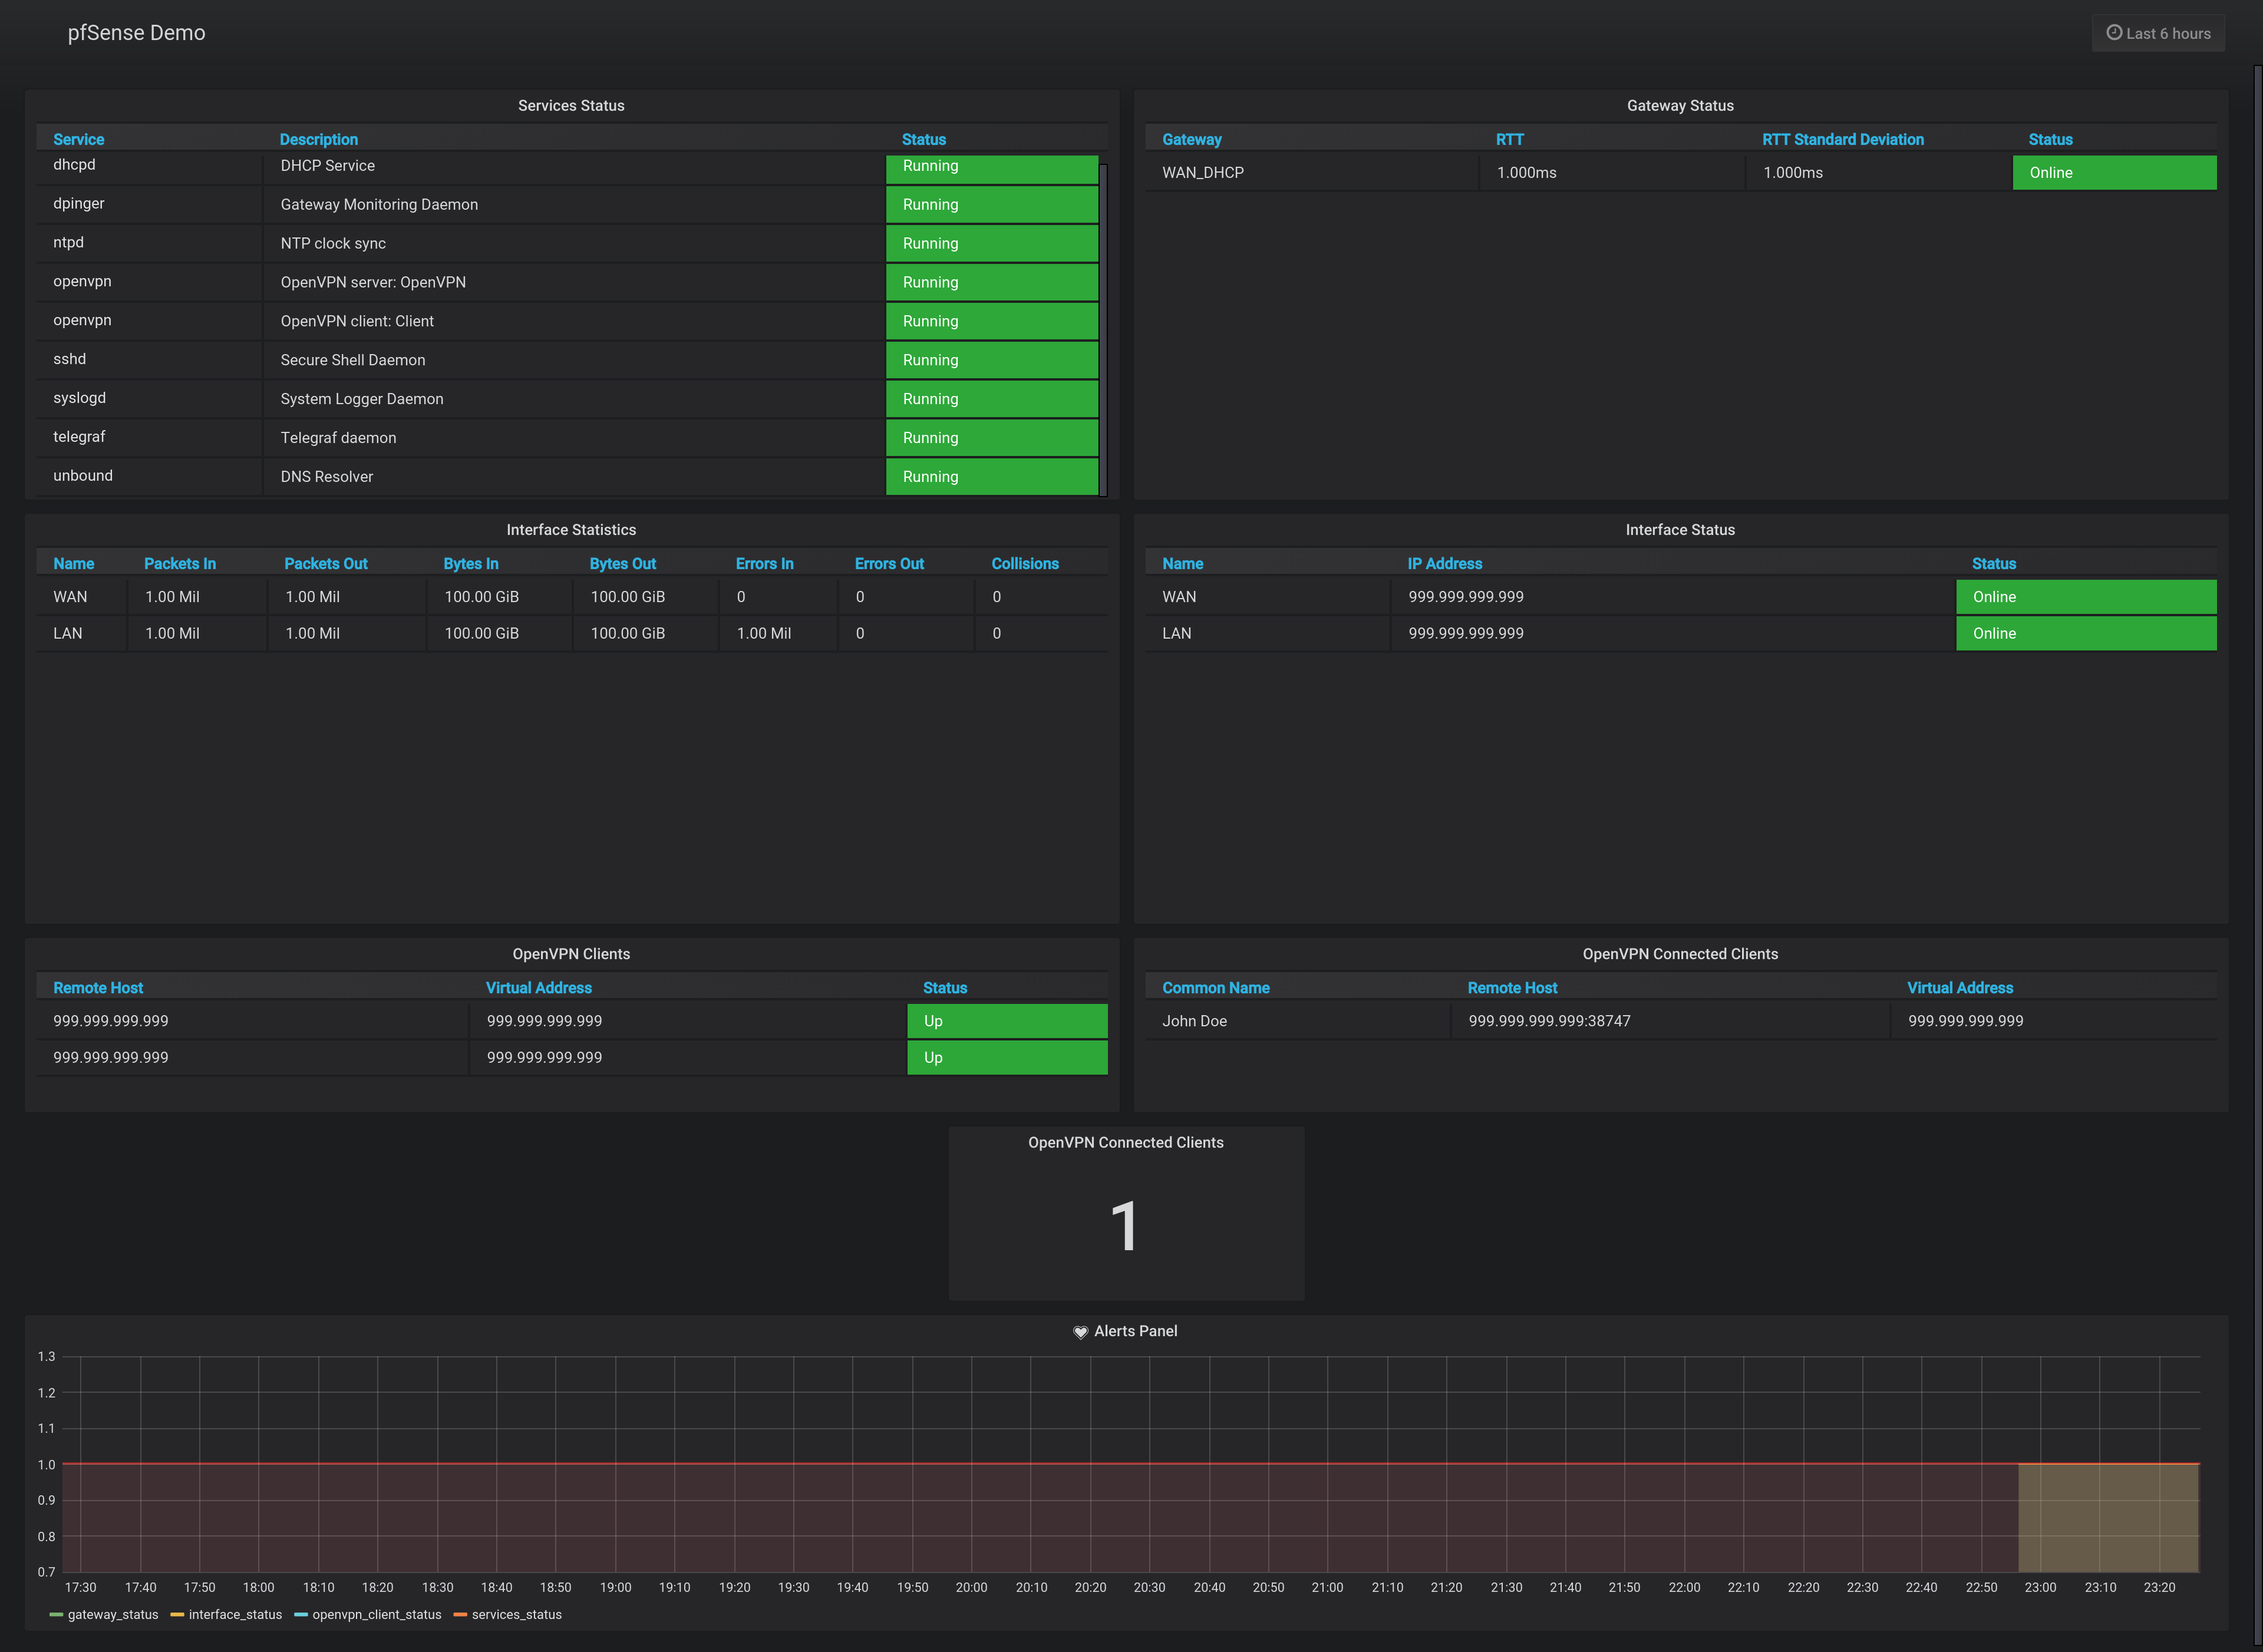 pfSense Demo
Last 6 hours
Services Status
Service Description Status
dhcpd DHCP Service Running
dpinger Gateway Monitoring Daemon Running
ntpd NTP clock sync Running
openvpn OpenVPN server: OpenVPN Running
openvpn OpenVPN client: Client Running
sshd Secure Shell Daemon Running
syslogd System Logger Daemon Running
telegraf Telegraf daemon Running
unbound DNS Resolver Running
Gateway Status
Gateway RTT RTT Standard Deviation Status
WAN_DHCP 1.000ms 1.000ms Online
Interface Statistics
Name Packets In Packets Out Bytes In Bytes Out Errors In Errors Out Collisions
WAN 1.00 Mil 1.00 Mil 100.00 GiB 100.00 GiB 0 0 0
LAN 1.00 Mil 1.00 Mil 100.00 GiB 100.00 GiB 1.00 Mil 0 0
Interface Status
Name IP Address Status
WAN 999.999.999.999 Online
LAN 999.999.999.999 Online
OpenVPN Clients
Remote Host Virtual Address Status
999.999.999.999 999.999.999.999 Up
999.999.999.999 999.999.999.999 Up
OpenVPN Connected Clients
Common Name Remote Host Virtual Address
John Doe 999.999.999.999:38747 999.999.999.999
OpenVPN Connected Clients
1
Alerts Panel
1.3
1.2
1.1
1.0
0.9
0.8
0.7
17:30 17:40 17:50 18:00 18:10 18:20 18:30 18:40 18:50 19:00 19:10 19:20 19:30 19:40 19:50 20:00 20:10 20:20 20:30 20:40 20:50 21:00 21:10 21:20 21:30 21:40 21:50 22:00 22:10 22:20 22:30 22:40 22:50 23:00 23:10 23:20
gateway_status interface_status openvpn_client_status services_status